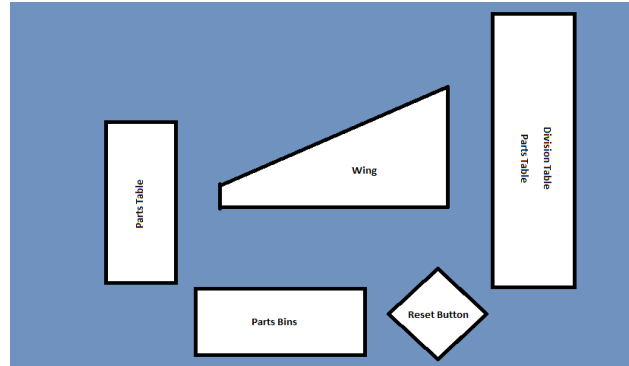 Wing
Parts Table
Division Table
Parts Table
Parts Bins
Reset Button